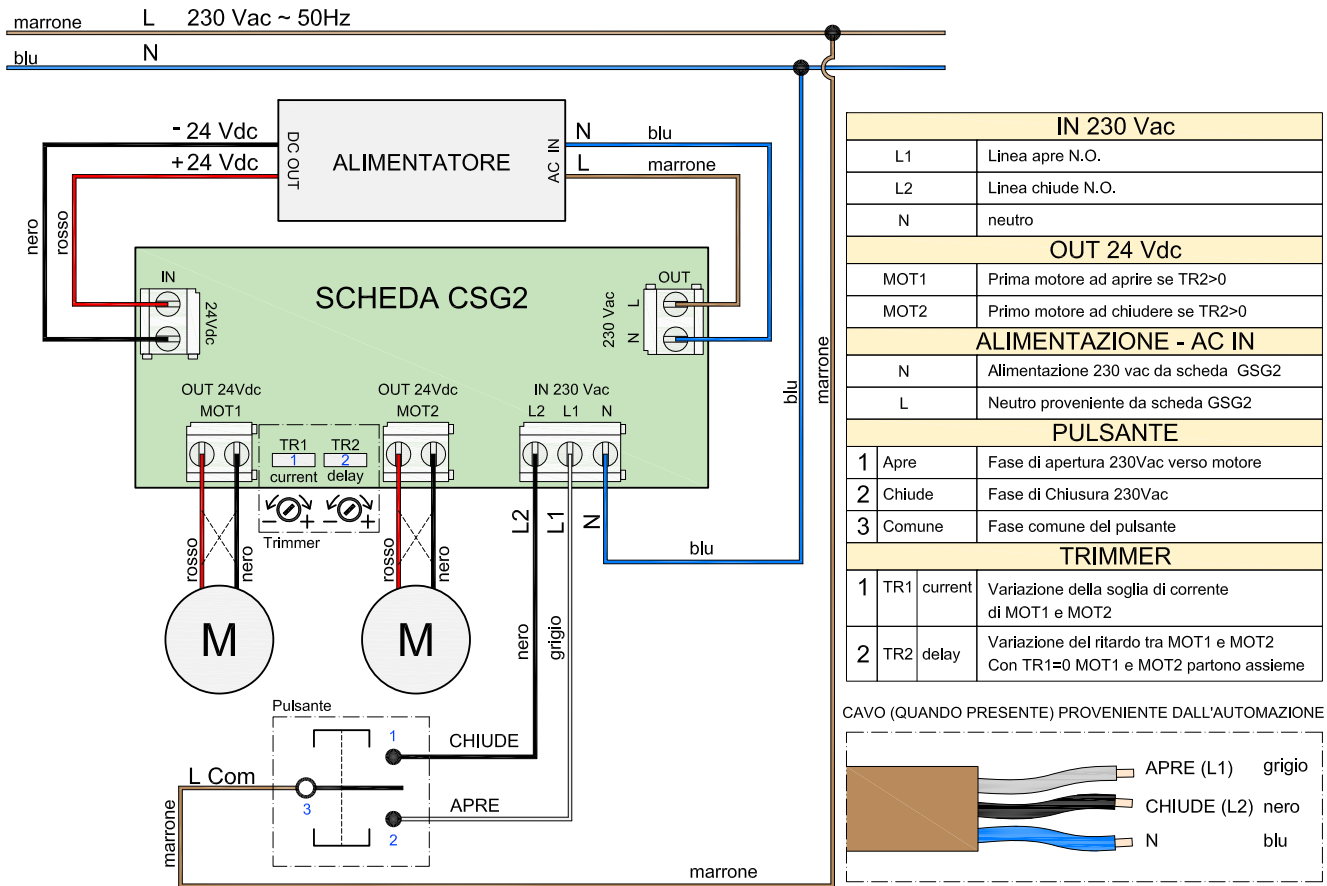 marrone L 230 Vac ~ 50Hz
blu N
- 24 Vdc
+ 24 Vdc
DC OUT
ALIMENTATORE
AC IN
N blu
L marrone
nero
rosso
IN
24Vdc
SCHEDA CSG2
OUT
230 Vac
L
N
OUT 24Vdc
MOT1
TR1 TR2
1 2
current delay
OUT 24Vdc
MOT2
IN 230 Vac
L2 L1 N
- + - +
Trimmer
rosso
nero
rosso
nero
L2
L1
N
blu
blu
marrone
M
M
nero
grigio
Pulsante
1
CHIUDE
L Com
3
APRE
2
marrone
marrone
IN 230 Vac
L1 Linea apre N.O.
L2 Linea chiude N.O.
N neutro
OUT 24 Vdc
MOT1 Prima motore ad aprire se TR2>0
MOT2 Primo motore ad chiudere se TR2>0
ALIMENTAZIONE - AC IN
N Alimentazione 230 vac da scheda GSG2
L Neutro proveniente da scheda GSG2
PULSANTE
1 Apre Fase di apertura 230Vac verso motore
2 Chiude Fase di Chiusura 230Vac
3 Comune Fase comune del pulsante
TRIMMER
1 TR1 current Variazione della soglia di corrente
di MOT1 e MOT2
2 TR2 delay Variazione del ritardo tra MOT1 e MOT2
Con TR1=0 MOT1 e MOT2 partono assieme
CAVO (QUANDO PRESENTE) PROVENIENTE DALL'AUTOMAZIONE
APRE (L1) grigio
CHIUDE (L2) nero
N blu